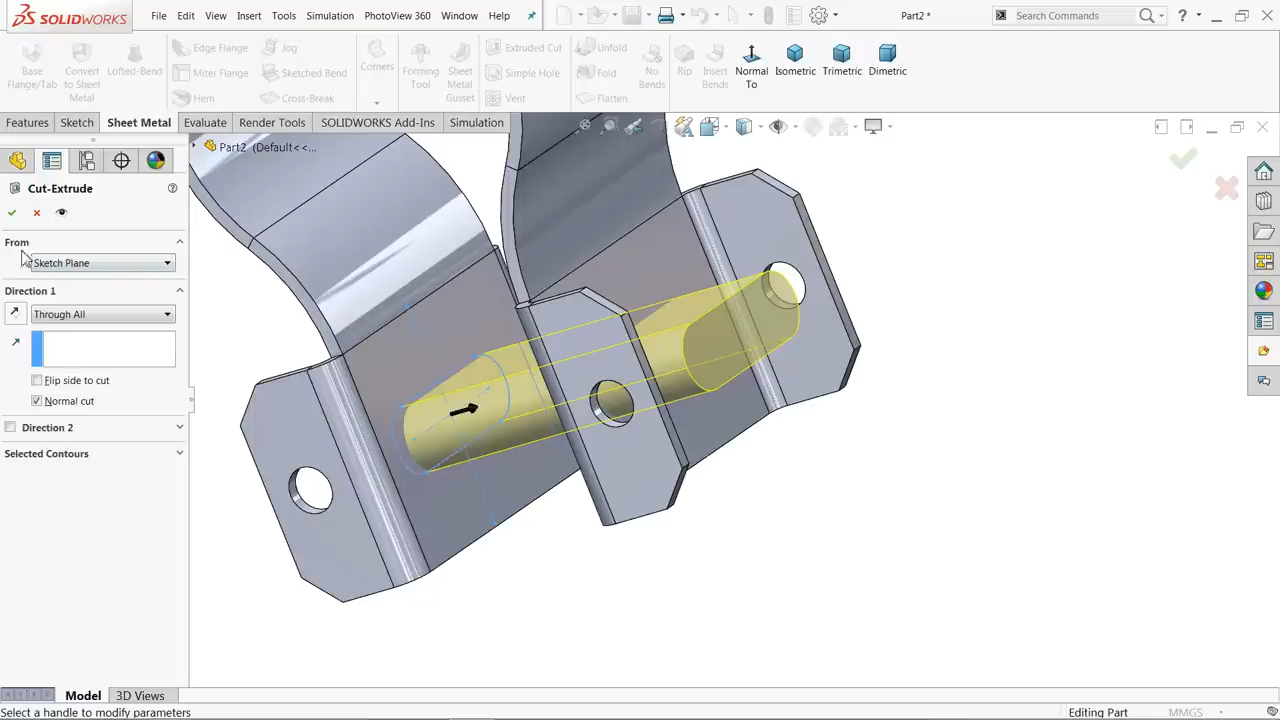 SOLIDWORKS File Edit View Insert Tools Simulation PhotoView 360 Window Help Part2 * Search Commands ?
Base Flange/Tab Convert to Sheet Metal Lofted-Bend Edge Flange Miter Flange Hem Jog Sketched Bend Cross-Break Corners Forming Tool Sheet Metal Gusset Extruded Cut Simple Hole Vent Unfold Fold Flatten No Bends Rip Insert Bends Normal To Isometric Trimetric Dimetric
Features Sketch Sheet Metal Evaluate Render Tools SOLIDWORKS Add-Ins Simulation
Part2 (Default<<...
Cut-Extrude ?
From
Sketch Plane
Direction 1
Through All
Flip side to cut
Normal cut
Direction 2
Selected Contours
Model 3D Views
Select a handle to modify parameters Editing Part MMGS